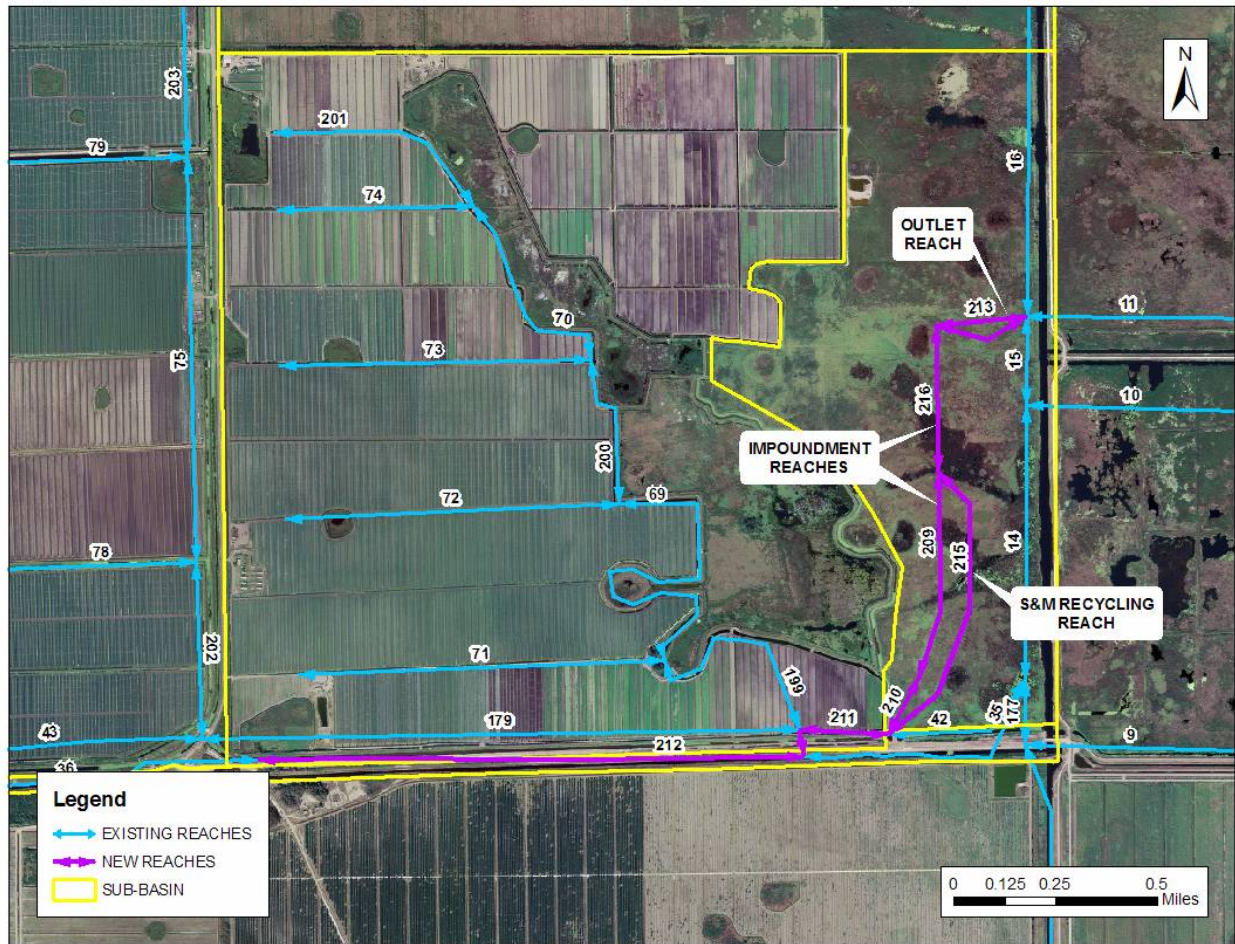 N
203
79
201
74
16
OUTLET
REACH
213
11
70
73
75
15
10
216
IMPOUNDMENT
REACHES
200
72
69
14
209
215
78
S&M RECYCLING
REACH
202
71
199
210
211
42
35
177
43
179
212
9
36
Legend
EXISTING REACHES
NEW REACHES
SUB-BASIN
0 0.125 0.25 0.5
Miles